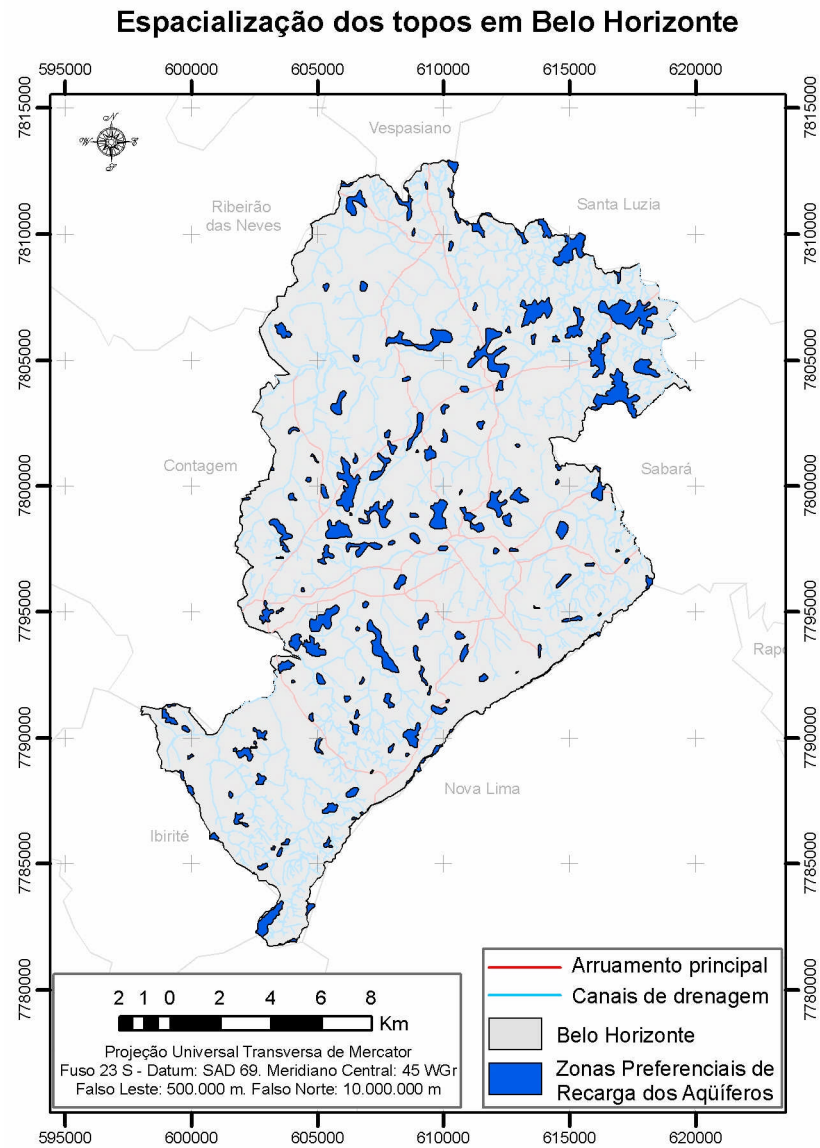 Espacialização dos topos em Belo Horizonte
595000 600000 605000 610000 615000 620000
7815000 7815000
N
W E
S
Vespasiano
Ribeirão
das Neves
Santa Luzia
7810000 7810000
7805000 7805000
Contagem
Sabará
7800000 7800000
7795000 7795000
Rapo
7790000 7790000
Nova Lima
Ibirité
7785000 7785000
7780000 7780000
2 1 0 2 4 6 8
Km
Projeção Universal Transversa de Mercator
Fuso 23 S - Datum: SAD 69. Meridiano Central: 45 WGr
Falso Leste: 500.000 m. Falso Norte: 10.000.000 m
Arruamento principal
Canais de drenagem
Belo Horizonte
Zonas Preferenciais de
Recarga dos Aqüíferos
595000 600000 605000 610000 615000 620000